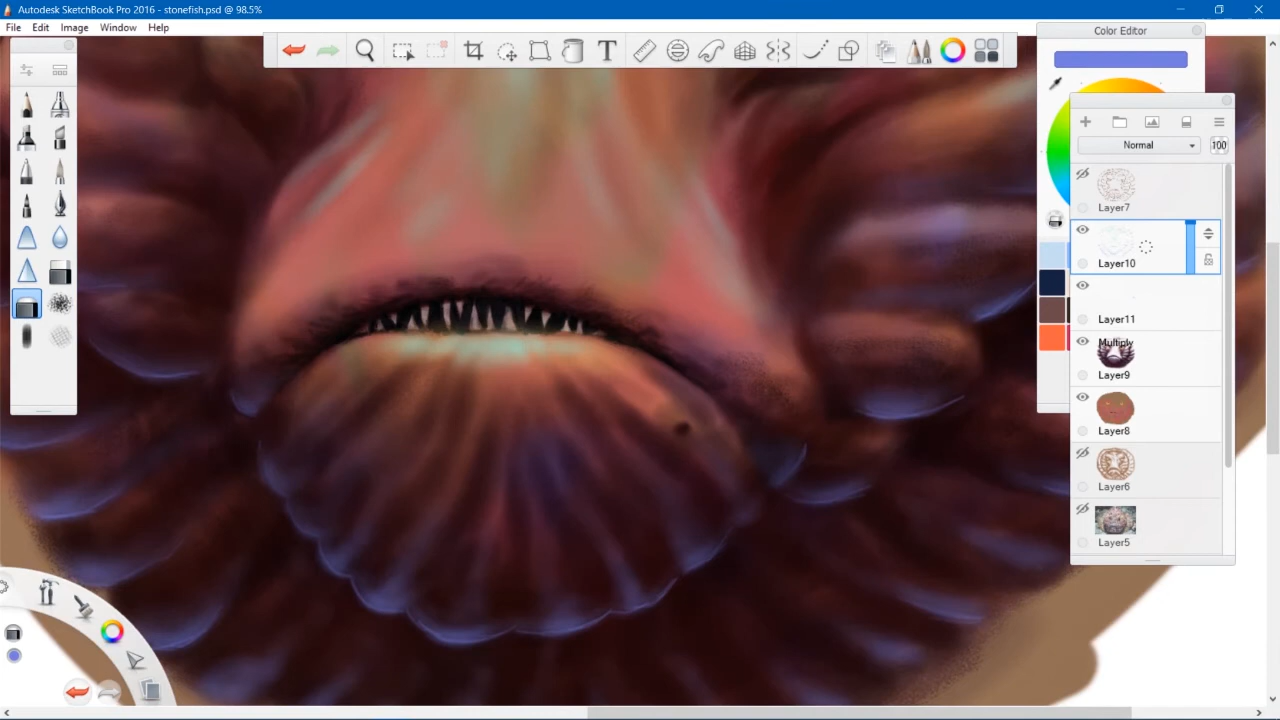 Autodesk SketchBook Pro 2016 - stonefish.psd @ 98.5%
File Edit Image Window Help
Color Editor
T
Normal 100
Layer7
Layer10
Layer11
Multiply
Layer9
Layer8
Layer6
Layer5